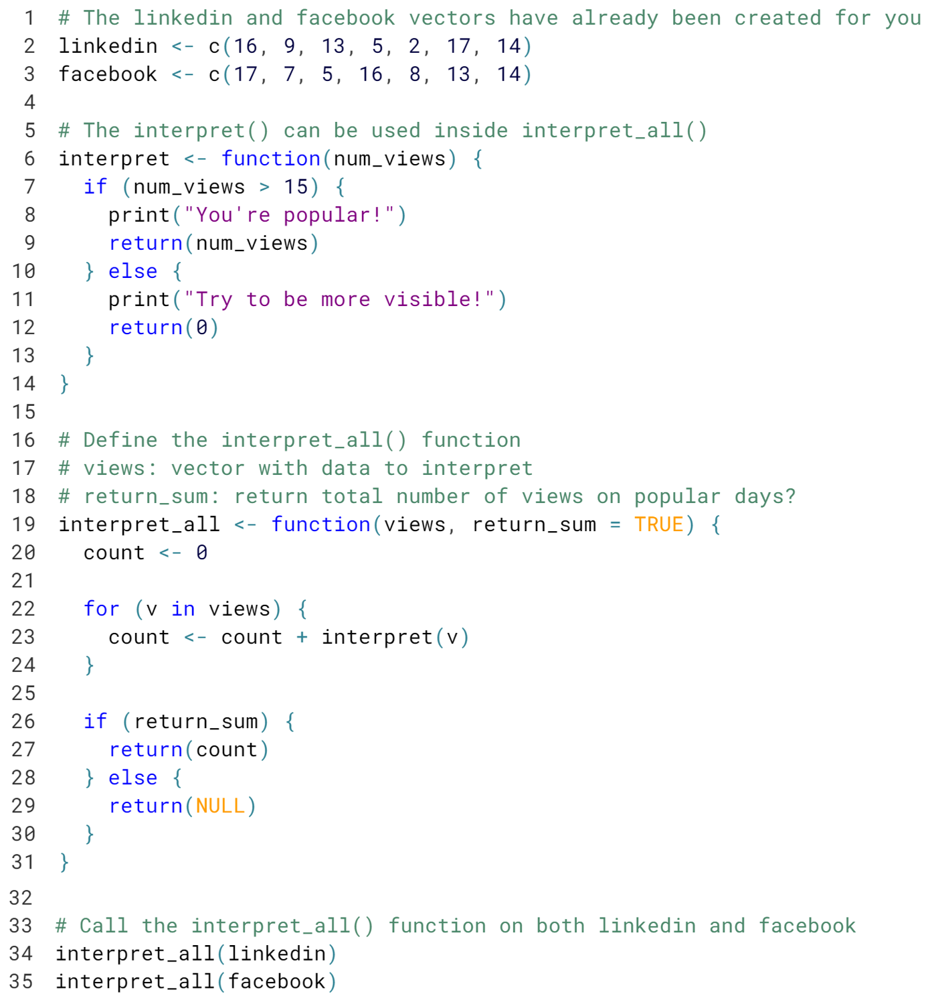 1 # The linkedin and facebook vectors have already been created for you
2 linkedin <- c(16, 9, 13, 5, 2, 17, 14)
3 facebook <- c(17, 7, 5, 16, 8, 13, 14)
4
5 # The interpret() can be used inside interpret_all()
6 interpret <- function(num_views) {
7   if (num_views > 15) {
8     print("You're popular!")
9     return(num_views)
10   } else {
11     print("Try to be more visible!")
12     return(0)
13   }
14 }
15
16 # Define the interpret_all() function
17 # views: vector with data to interpret
18 # return_sum: return total number of views on popular days?
19 interpret_all <- function(views, return_sum = TRUE) {
20   count <- 0
21
22   for (v in views) {
23     count <- count + interpret(v)
24   }
25
26   if (return_sum) {
27     return(count)
28   } else {
29     return(NULL)
30   }
31 }
32
33 # Call the interpret_all() function on both linkedin and facebook
34 interpret_all(linkedin)
35 interpret_all(facebook)